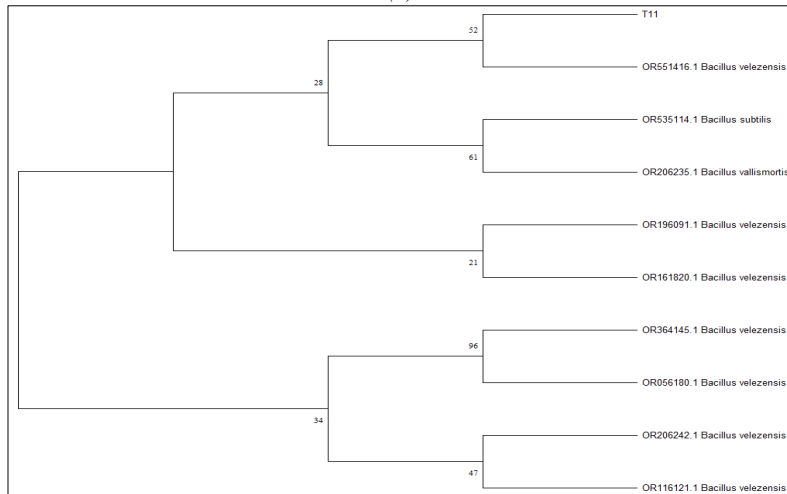 T11
52
OR551416.1 Bacillus velezensis
28
OR535114.1 Bacillus subtilis
61
OR206235.1 Bacillus vallismortis
OR196091.1 Bacillus velezensis
21
OR161820.1 Bacillus velezensis
OR364145.1 Bacillus velezensis
96
OR056180.1 Bacillus velezensis
34
OR206242.1 Bacillus velezensis
47
OR116121.1 Bacillus velezensis